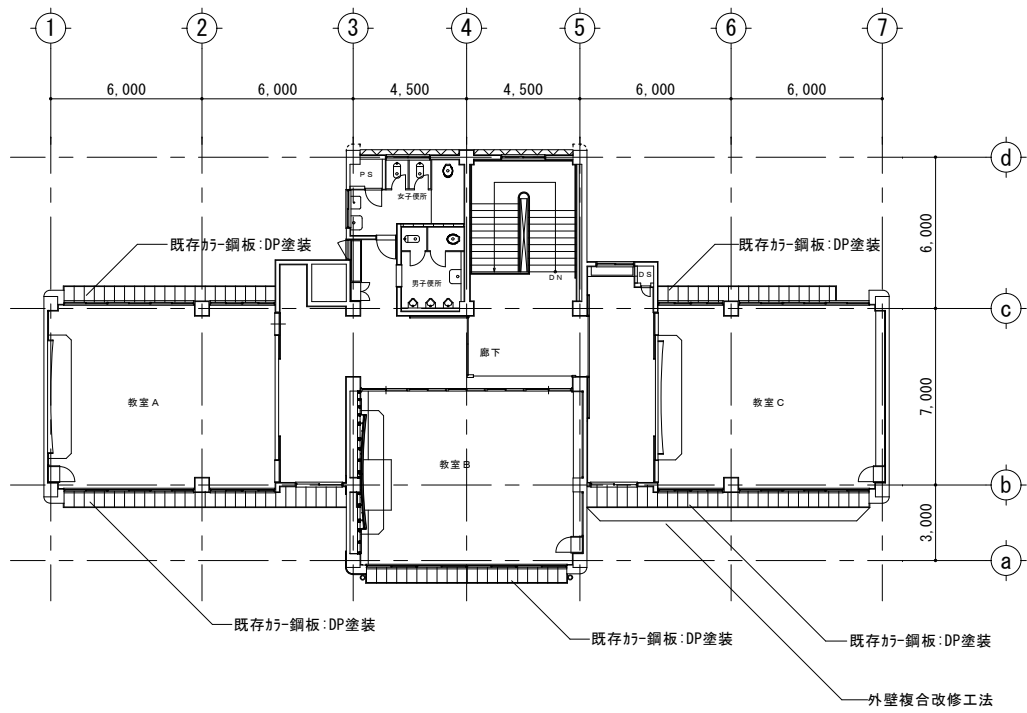 1 2 3 4 5 6 7
6,000 6,000 4,500 4,500 6,000 6,000
d
PS
女子便所
6,000
既存ｶﾗｰ鋼板:DP塗装
既存ｶﾗｰ鋼板:DP塗装
男子便所
DN
DS
c
廊下
教室A
教室C
7,000
教室B
b
3,000
a
既存ｶﾗｰ鋼板:DP塗装
既存ｶﾗｰ鋼板:DP塗装
既存ｶﾗｰ鋼板:DP塗装
外壁複合改修工法